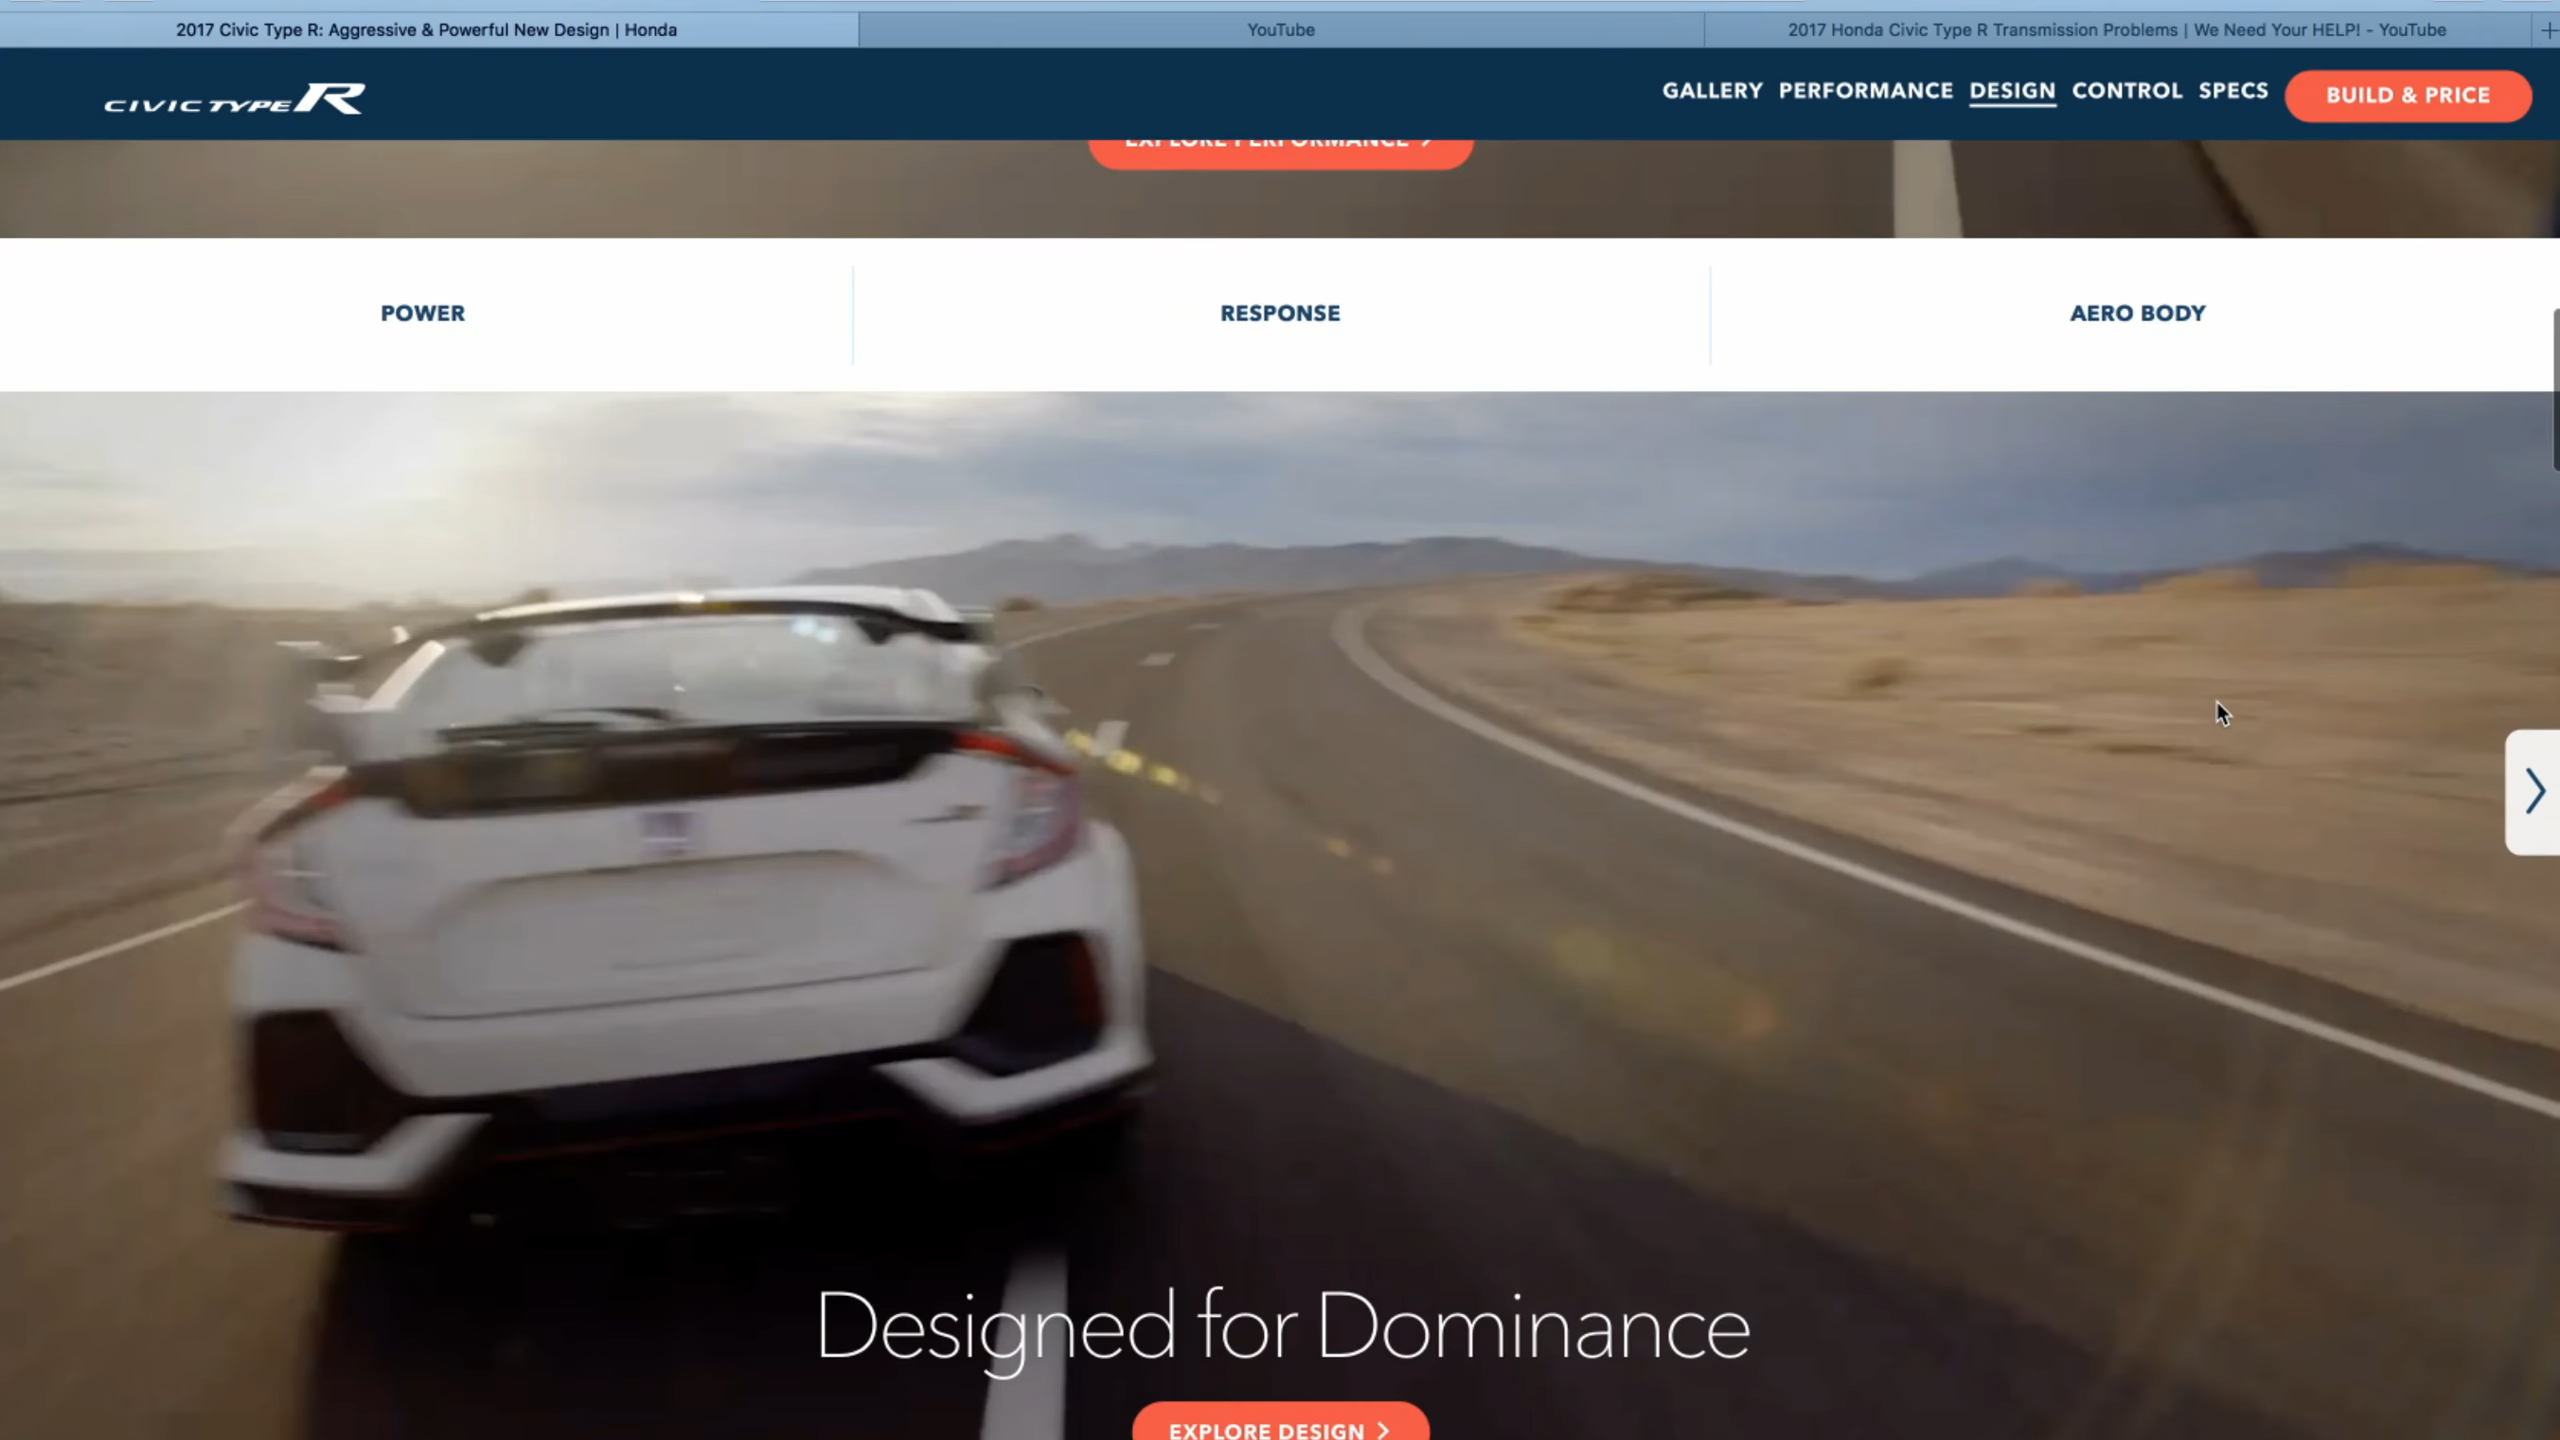 2017 Civic Type R: Aggressive & Powerful New Design | Honda
YouTube
2017 Honda Civic Type R Transmission Problems | We Need Your HELP! - YouTube
CIVIC TYPE R
GALLERY PERFORMANCE DESIGN CONTROL SPECS BUILD & PRICE
EXPLORE PERFORMANCE
POWER
RESPONSE
AERO BODY
Designed for Dominance
EXPLORE DESIGN